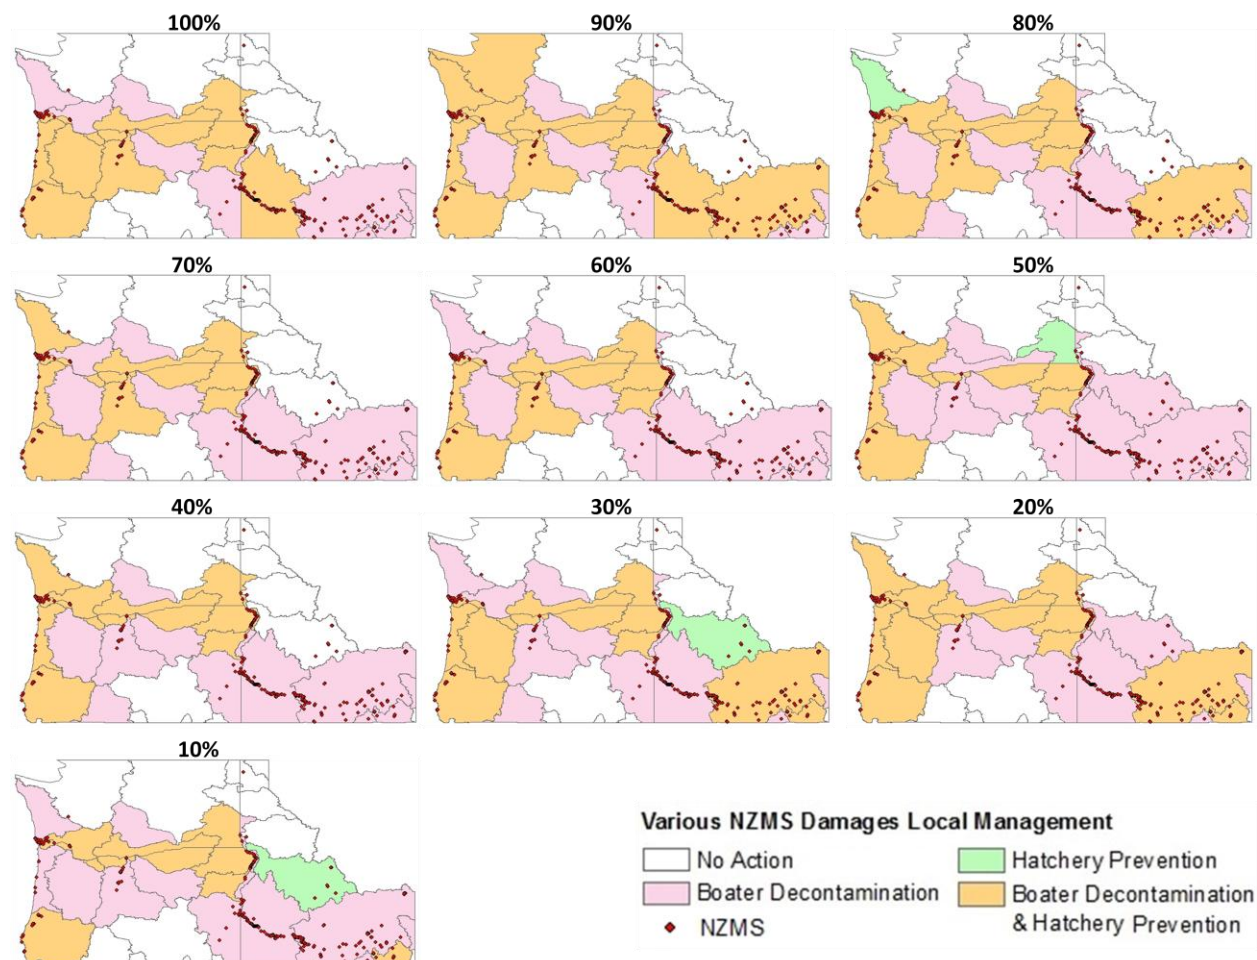 100%
90%
80%
70%
60%
50%
40%
30%
20%
10%
Various NZMS Damages Local Management
No Action
Hatchery Prevention
Boater Decontamination
Boater Decontamination
& Hatchery Prevention
NZMS